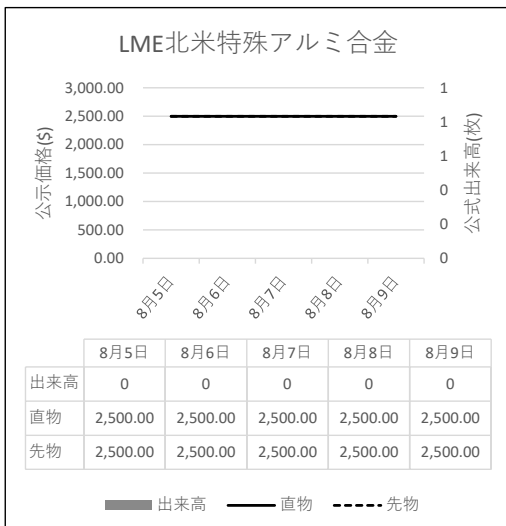 LME北米特殊アルミ合金
3,000.00
2,500.00
2,000.00
1,500.00
1,000.00
500.00
0.00
公示価格($)
1
1
1
0
0
0
公式出来高(枚)
8月5日
8月6日
8月7日
8月8日
8月9日
8月5日 8月6日 8月7日 8月8日 8月9日
出来高 0 0 0 0 0
直物 2,500.00 2,500.00 2,500.00 2,500.00 2,500.00
先物 2,500.00 2,500.00 2,500.00 2,500.00 2,500.00
出来高 直物 先物